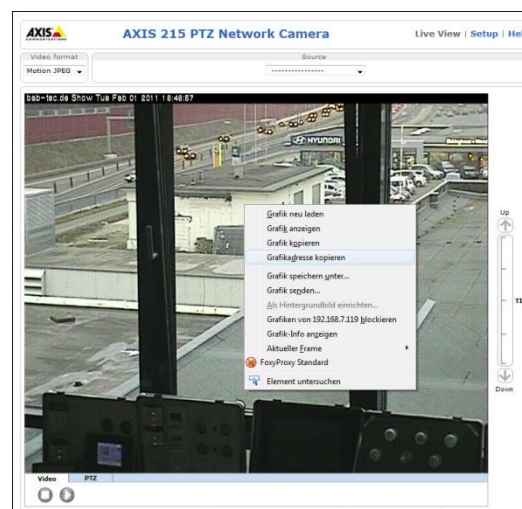 AXIS
COMMUNICATIONS
AXIS 215 PTZ Network Camera
Live View | Setup | Hel
Video format
Source
Motion JPEG
----------------
bab-tec.de Show Tue Feb 01 2011 18:48:57
HYUNDAI
Grafik neu laden
Grafik anzeigen
Grafik kopieren
Grafikadresse kopieren
Grafik speichern unter...
Grafik senden...
Als Hintergrundbild einrichten...
Grafiken von 192.168.7.119 blockieren
Grafik-Info anzeigen
Aktueller Frame
FoxyProxy Standard
Element untersuchen
Up
TI
Down
Video
PTZ